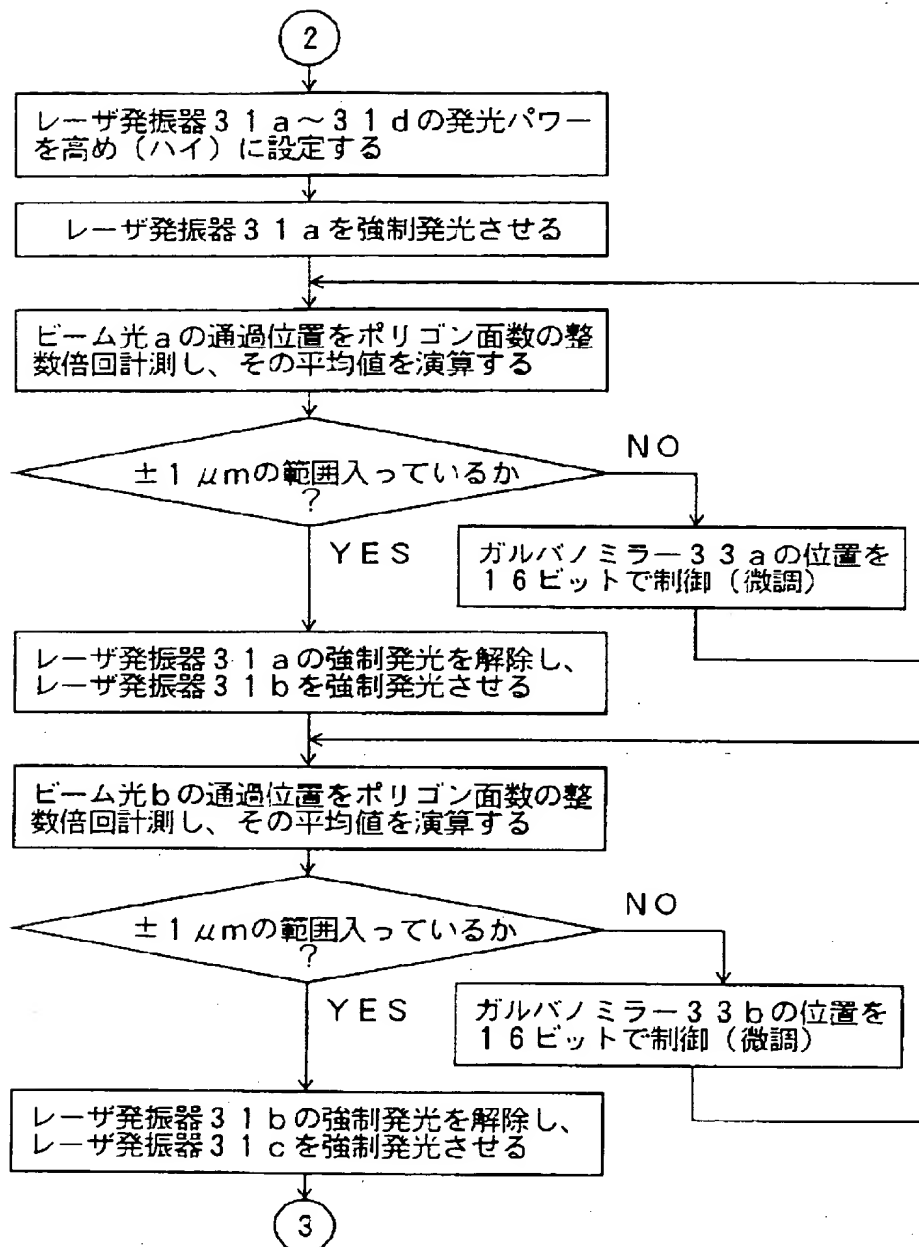 2
レーザ発振器31a~31dの発光パワー
を高め(ハイ)に設定する
レーザ発振器31aを強制発光させる
ビーム光aの通過位置をポリゴン面数の整
数倍回計測し、その平均値を演算する
±1μmの範囲入っているか
?
NO
YES
ガルバノミラー33aの位置を
16ビットで制御(微調)
レーザ発振器31aの強制発光を解除し、
レーザ発振器31bを強制発光させる
ビーム光bの通過位置をポリゴン面数の整
数倍回計測し、その平均値を演算する
±1μmの範囲入っているか
?
NO
YES
ガルバノミラー33bの位置を
16ビットで制御(微調)
レーザ発振器31bの強制発光を解除し、
レーザ発振器31cを強制発光させる
3